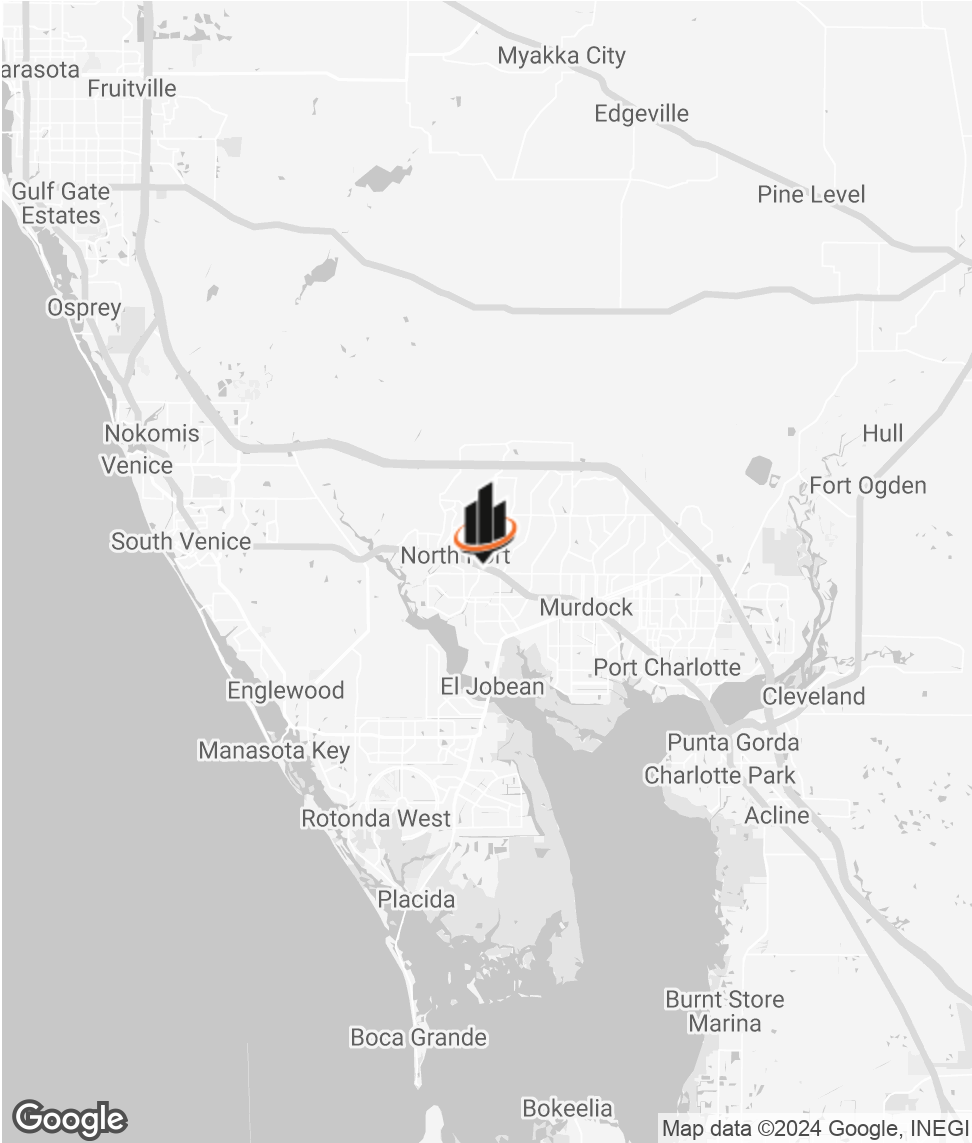 Myakka City
arasota
Fruitville
Edgeville
Gulf Gate
Estates
Pine Level
Osprey
Nokomis
Hull
Venice
Fort Ogden
South Venice
North Port
Murdock
Port Charlotte
El Jobean
Englewood
Cleveland
Punta Gorda
Manasota Key
Charlotte Park
Rotonda West
Acline
Placida
Burnt Store
Marina
Boca Grande
Bokeelia
Google
Map data ©2024 Google, INEGI